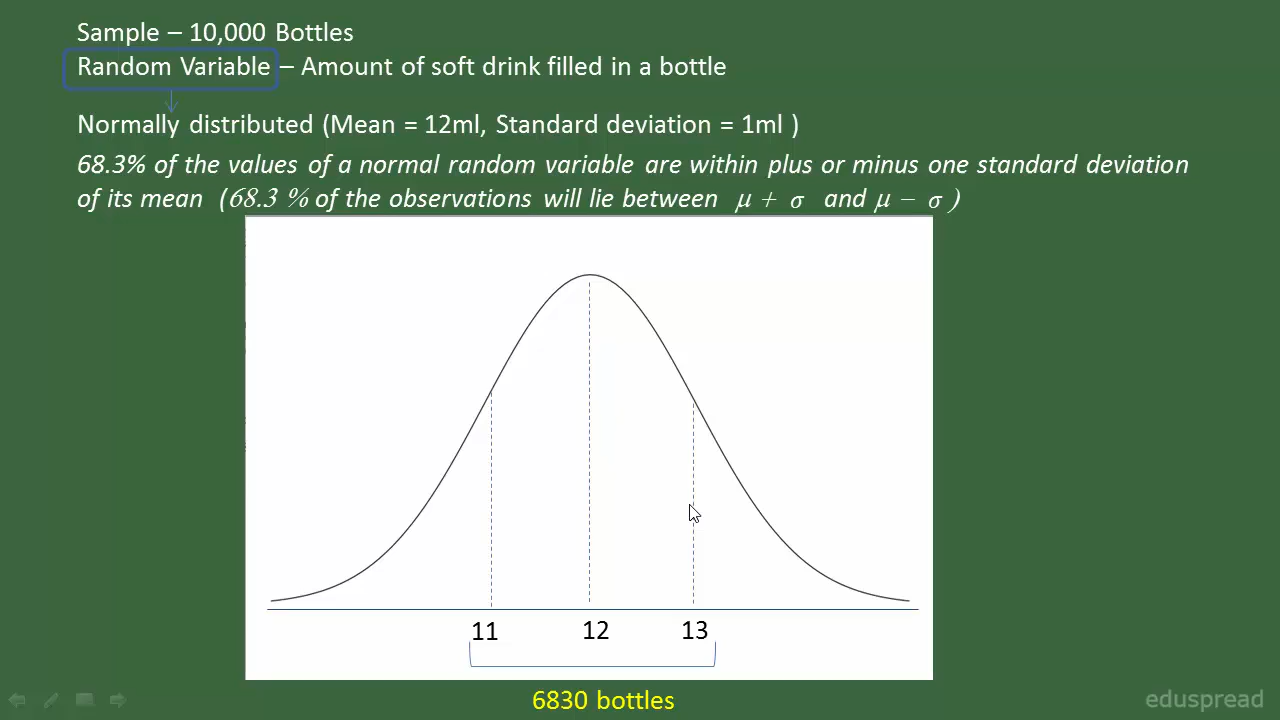 Sample – 10,000 Bottles
Random Variable – Amount of soft drink filled in a bottle
Normally distributed (Mean = 12ml, Standard deviation = 1ml )
68.3% of the values of a normal random variable are within plus or minus one standard deviation
of its mean (68.3 % of the observations will lie between μ + σ and μ − σ )
11 12 13
6830 bottles
eduspread